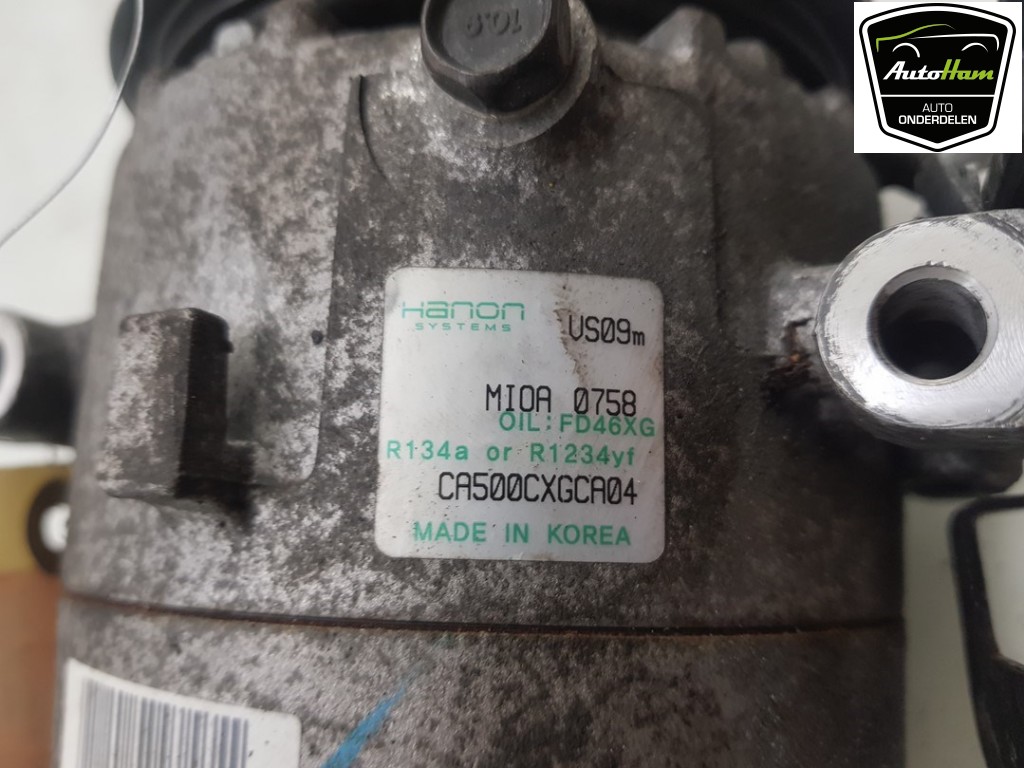 10.9
AutoHam
AUTO
ONDERDELEN
Hanon
SYSTEMS
VS09m
MIOA 0758
OIL: FD46XG
R134a or R1234yf
CA500CXGCA04
MADE IN KOREA